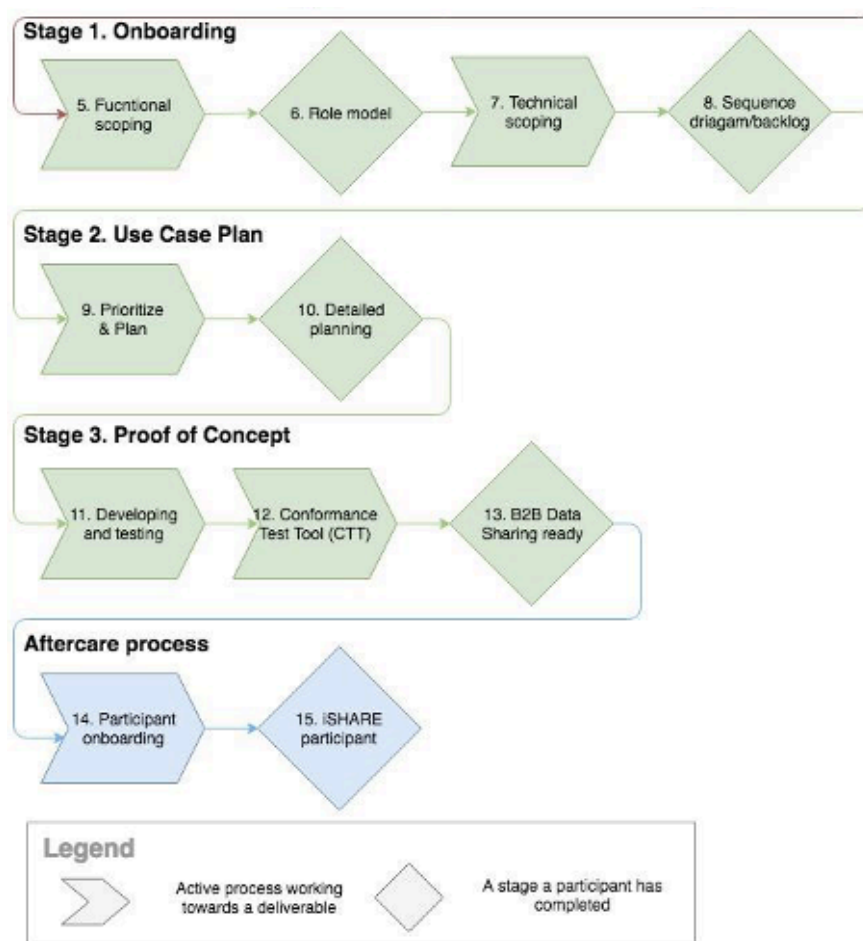 Stage 1. Onboarding
5. Fucntional
scoping
6. Role model
7. Technical
scoping
8. Sequence
driagam/backlog
Stage 2. Use Case Plan
9. Prioritize
& Plan
10. Detailed
planning
Stage 3. Proof of Concept
11. Developing
and testing
12. Conformance
Test Tool (CTT)
13. B2B Data
Sharing ready
Aftercare process
14. Participant
onboarding
15. iSHARE
participant
Legend
Active process working
towards a deliverable
A stage a participant has
completed